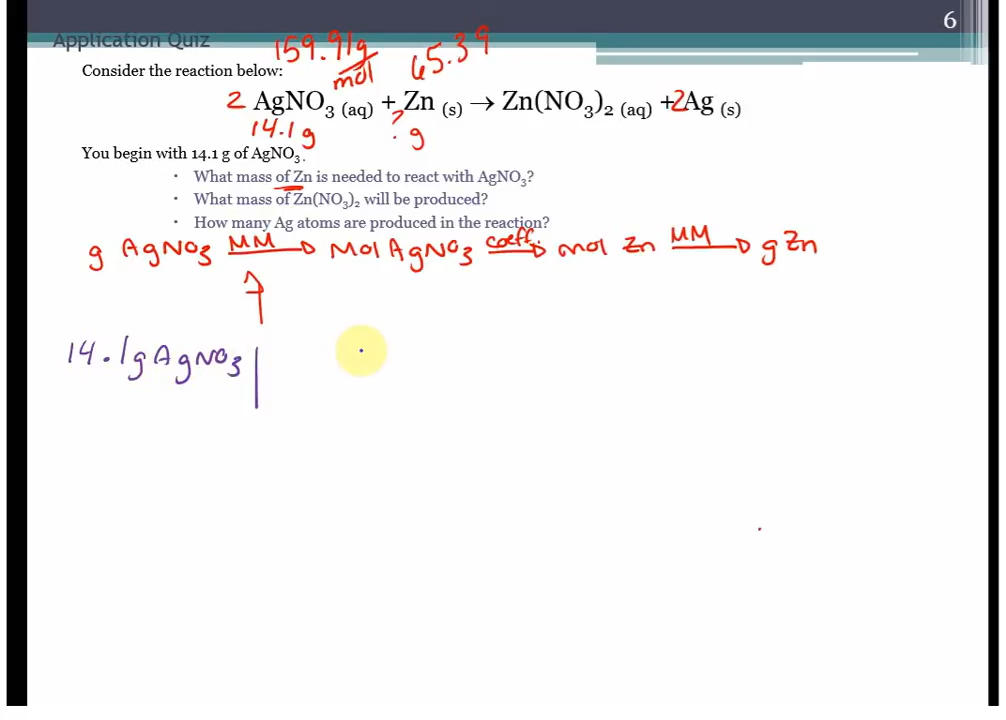 6
Application Quiz
159.91g/mol 65.39
Consider the reaction below:
2 AgNO3 (aq) + Zn (s) → Zn(NO3)2 (aq) + 2Ag (s)
14.1 g ? g
You begin with 14.1 g of AgNO3.
• What mass of Zn is needed to react with AgNO3?
• What mass of Zn(NO3)2 will be produced?
• How many Ag atoms are produced in the reaction?
g AgNO3 MM→ mol AgNO3 coeff.→ mol Zn MM→ g Zn
14.1g AgNO3